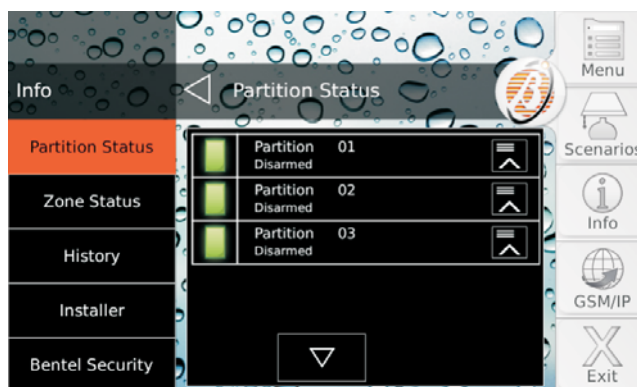 Info
Partition Status
Zone Status
History
Installer
Bentel Security
Partition Status
Partition 01
Disarmed
Partition 02
Disarmed
Partition 03
Disarmed
Menu
Scenarios
Info
GSM/IP
Exit